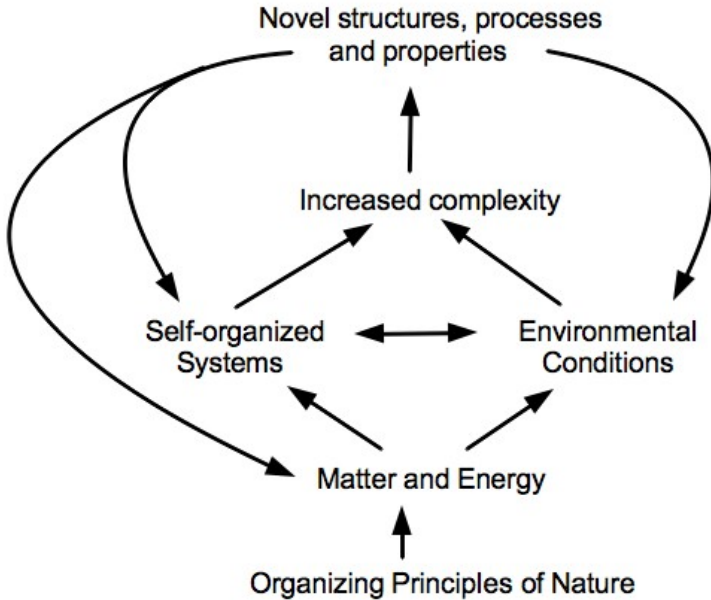 Novel structures, processes
and properties
Increased complexity
Self-organized
Systems
Environmental
Conditions
Matter and Energy
Organizing Principles of Nature